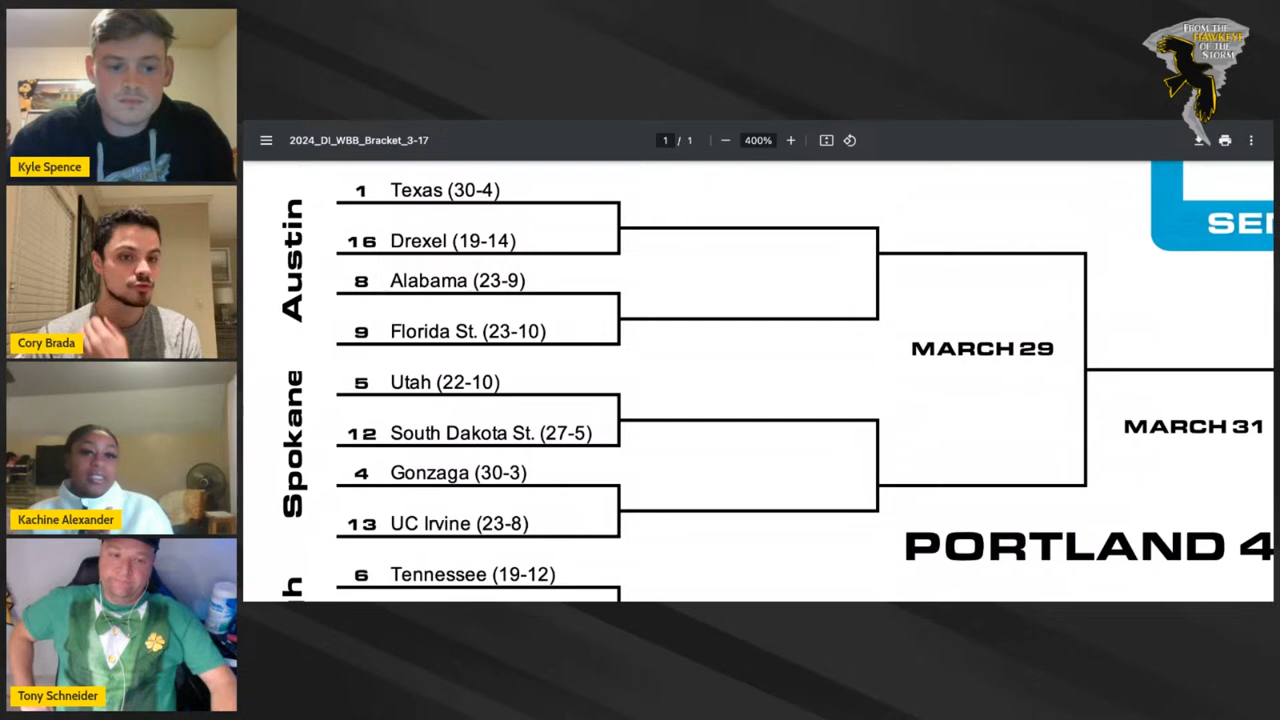 Kyle Spence
Cory Brada
Kachine Alexander
Tony Schneider
FROM THE
HAWKEYE
OF THE
STORM
2024_DI_WBB_Bracket_3-17
1 / 1
400%
Austin
1 Texas (30-4)
16 Drexel (19-14)
8 Alabama (23-9)
9 Florida St. (23-10)
Spokane
5 Utah (22-10)
12 South Dakota St. (27-5)
4 Gonzaga (30-3)
13 UC Irvine (23-8)
h
6 Tennessee (19-12)
MARCH 29
MARCH 31
PORTLAND 4
SE